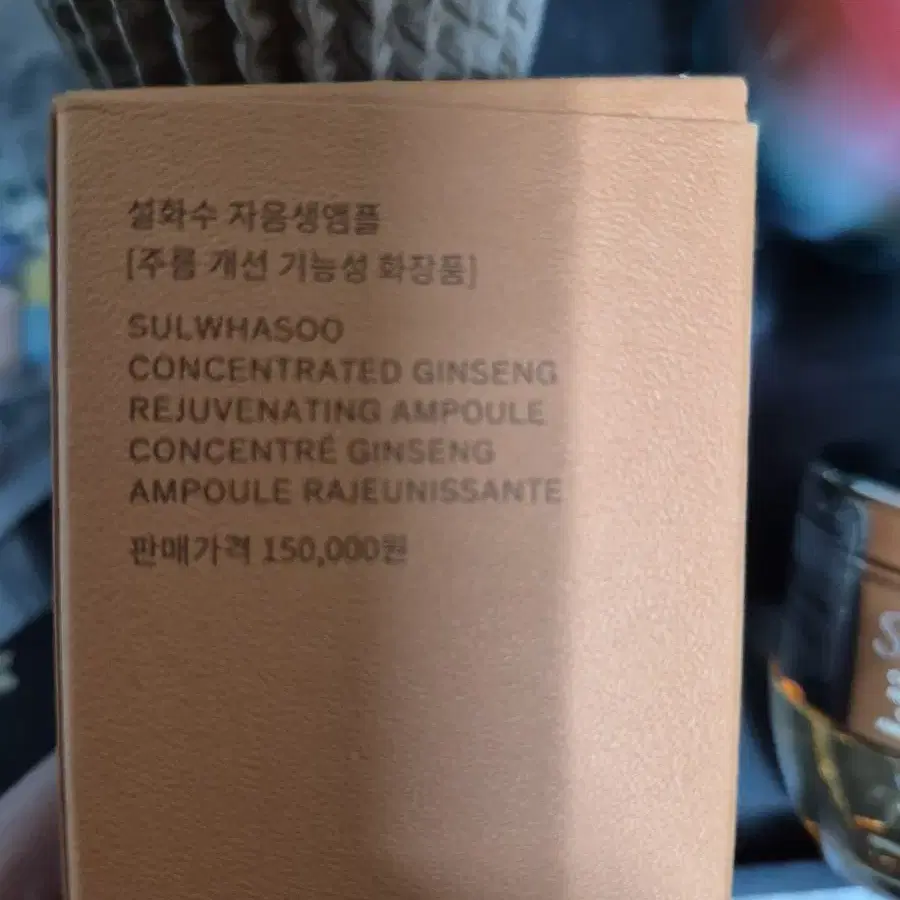 설화수 자음생앰플
[주름 개선 기능성 화장품]
SULWHASOO
CONCENTRATED GINSENG
REJUVENATING AMPOULE
CONCENTRÉ GINSENG
AMPOULE RAJEUNISSANTE
판매가격 150,000원